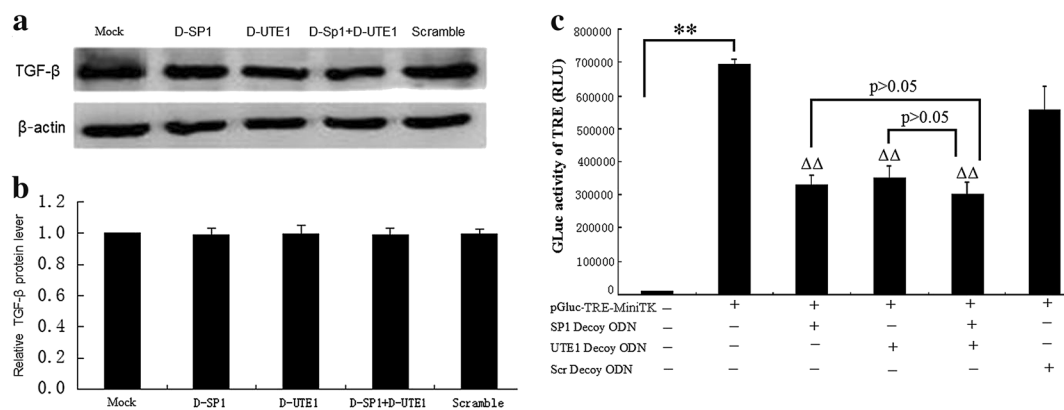 a
Mock D-SP1 D-UTE1 D-Sp1+D-UTE1 Scramble
TGF-β
β-actin
b
Relative TGF-β protein lever
1.2
1.0
0.8
0.6
0.4
0.2
0.0
Mock D-SP1 D-UTE1 D-SP1+D-UTE1 Scramble
c
GLuc activity of TRE (RLU)
800000
700000
600000
500000
400000
300000
200000
100000
0
**
p>0.05
p>0.05
ΔΔ ΔΔ ΔΔ
pGluc-TRE-MiniTK − + + + + +
SP1 Decoy ODN − − + − + −
UTE1 Decoy ODN − − − + + −
Scr Decoy ODN − − − − − +